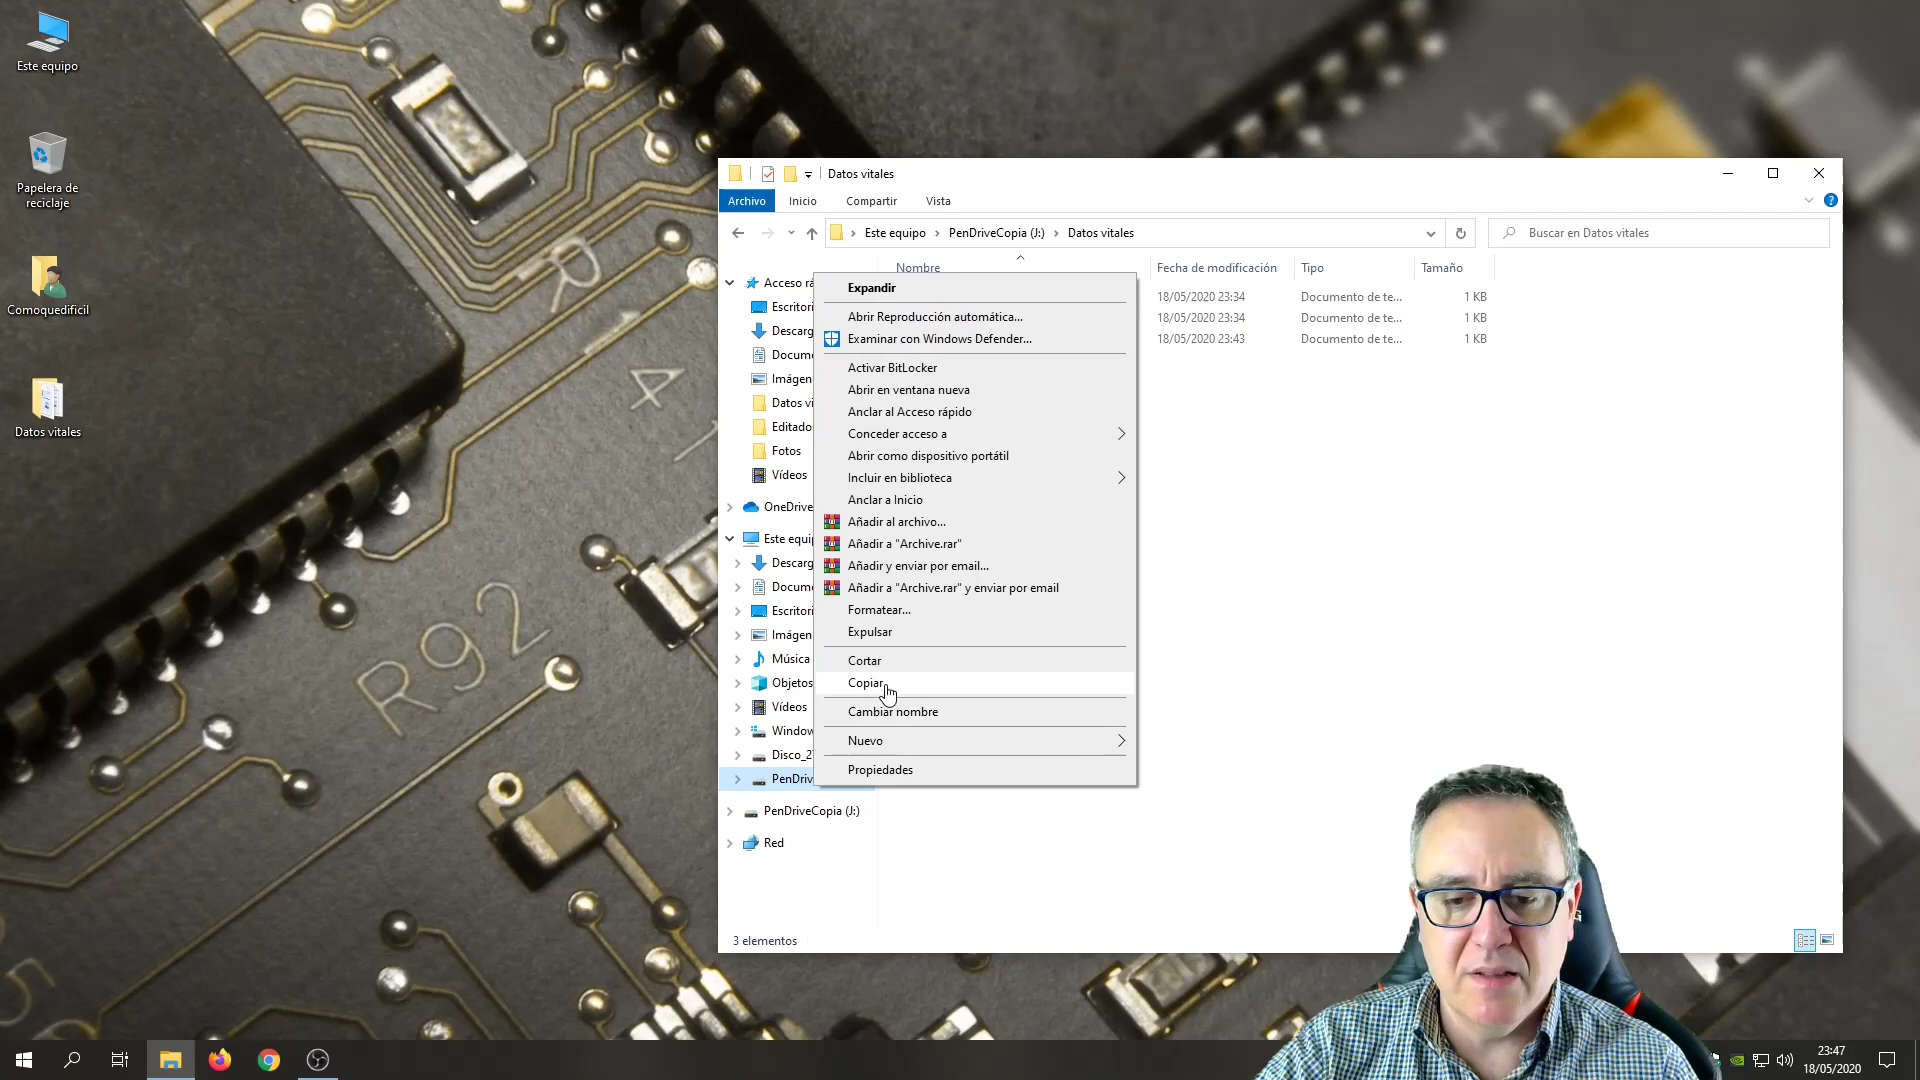 Este equipo
Papelera de
reciclaje
Comoquedificil
Datos vitales
Datos vitales
Archivo
Inicio
Compartir
Vista
Este equipo
PenDriveCopia (J:)
Datos vitales
Buscar en Datos vitales
Nombre
Fecha de modificación
Tipo
Tamaño
18/05/2020 23:34
Documento de te...
1 KB
18/05/2020 23:34
Documento de te...
1 KB
18/05/2020 23:43
Documento de te...
1 KB
Acceso rá
Escritori
Descarg
Docume
Imágen
Datos vi
Editado
Fotos
Vídeos
OneDrive
Este equip
Descarg
Docume
Escritori
Imágen
Música
Objetos
Vídeos
Window
Disco_2
PenDriv
PenDriveCopia (J:)
Red
Expandir
Abrir Reproducción automática...
Examinar con Windows Defender...
Activar BitLocker
Abrir en ventana nueva
Anclar al Acceso rápido
Conceder acceso a
Abrir como dispositivo portátil
Incluir en biblioteca
Anclar a Inicio
Añadir al archivo...
Añadir a "Archive.rar"
Añadir y enviar por email...
Añadir a "Archive.rar" y enviar por email
Formatear...
Expulsar
Cortar
Copiar
Cambiar nombre
Nuevo
Propiedades
3 elementos
R92
23:47
18/05/2020